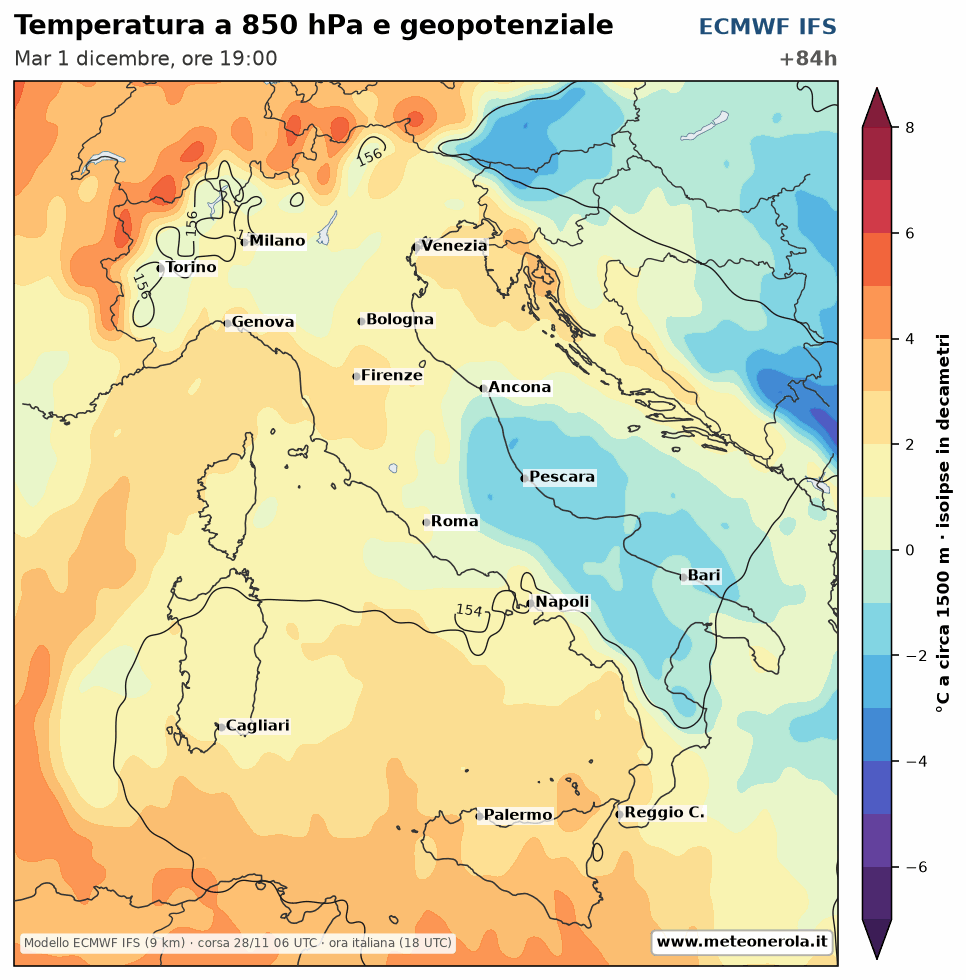 Temperatura a 850 hPa e geopotenziale
ECMWF IFS
Mar 1 dicembre, ore 19:00
+84h
156
156
156
Milano
Venezia
Torino
Genova
Bologna
Firenze
Ancona
Pescara
Roma
Bari
Napoli
154
Cagliari
Palermo
Reggio C.
8
6
4
2
0
−2
−4
−6
°C a circa 1500 m · isoipse in decametri
Modello ECMWF IFS (9 km) · corsa 28/11 06 UTC · ora italiana (18 UTC)
www.meteonerola.it